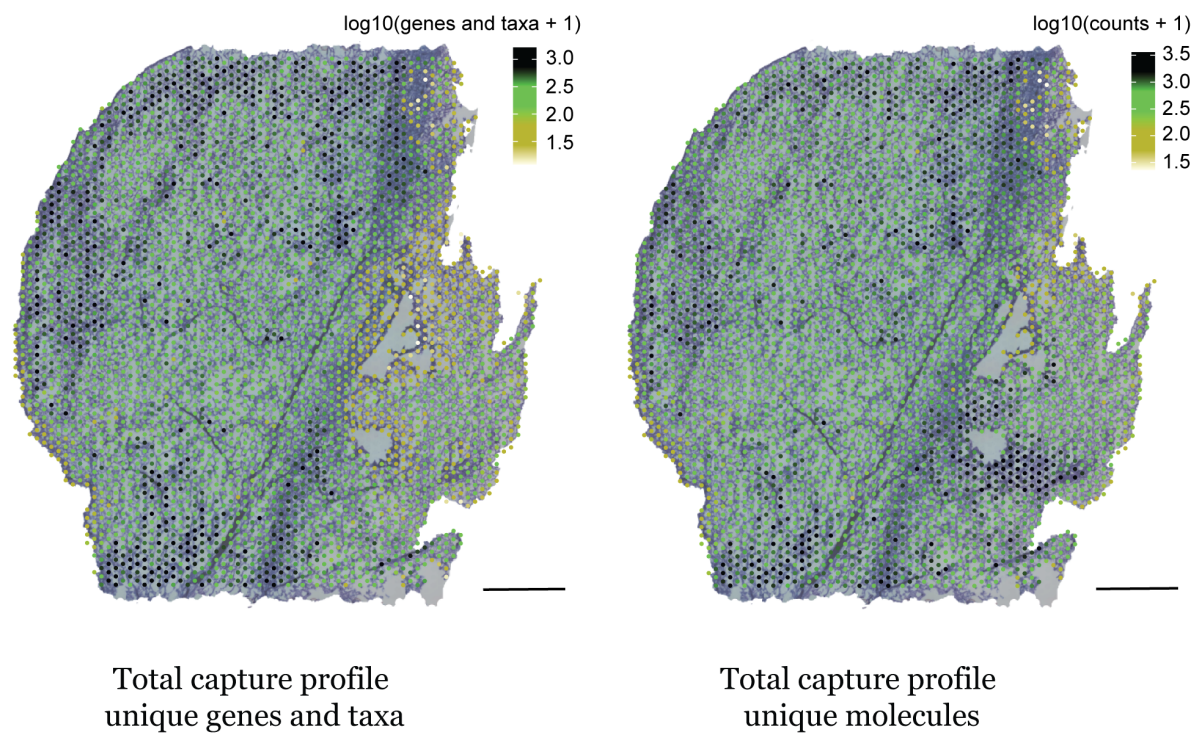 log10(genes and taxa + 1)
3.0
2.5
2.0
1.5
Total capture profile
unique genes and taxa
log10(counts + 1)
3.5
3.0
2.5
2.0
1.5
Total capture profile
unique molecules